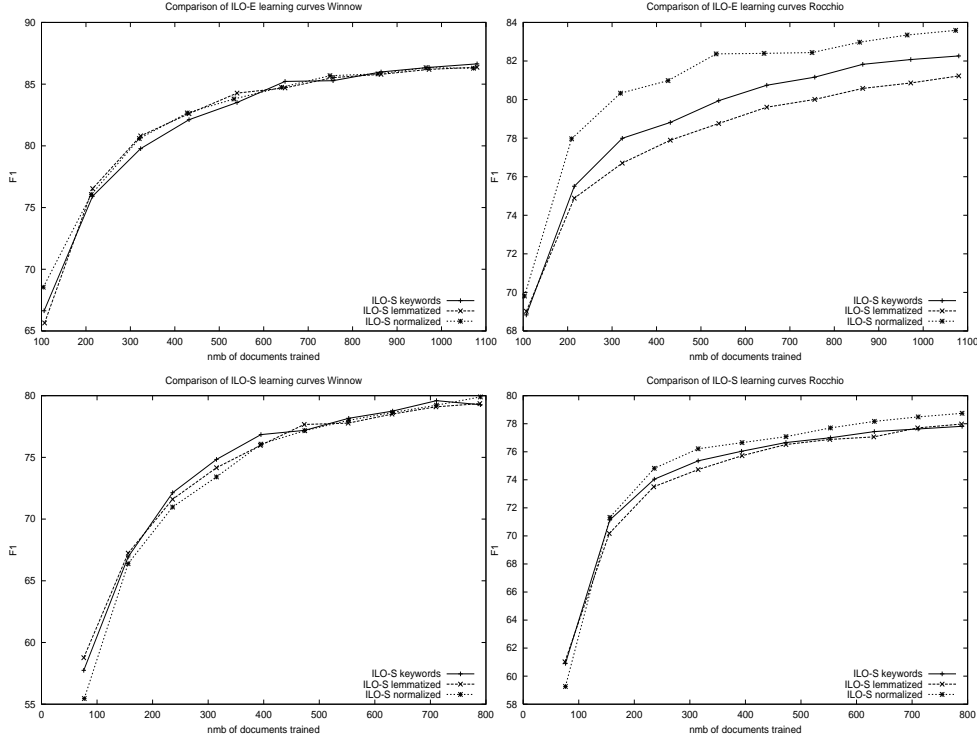 Comparison of ILO-E learning curves Winnow
90
85
80
75
70
65
F1
100 200 300 400 500 600 700 800 900 1000 1100
nmb of documents trained
ILO-S keywords
ILO-S lemmatized
ILO-S normalized
Comparison of ILO-E learning curves Rocchio
84
82
80
78
76
74
72
70
68
F1
100 200 300 400 500 600 700 800 900 1000 1100
nmb of documents trained
ILO-S keywords
ILO-S lemmatized
ILO-S normalized
Comparison of ILO-S learning curves Winnow
80
75
70
65
60
55
F1
0 100 200 300 400 500 600 700 800
nmb of documents trained
ILO-S keywords
ILO-S lemmatized
ILO-S normalized
Comparison of ILO-S learning curves Rocchio
80
78
76
74
72
70
68
66
64
62
60
58
F1
0 100 200 300 400 500 600 700 800
nmb of documents trained
ILO-S keywords
ILO-S lemmatized
ILO-S normalized